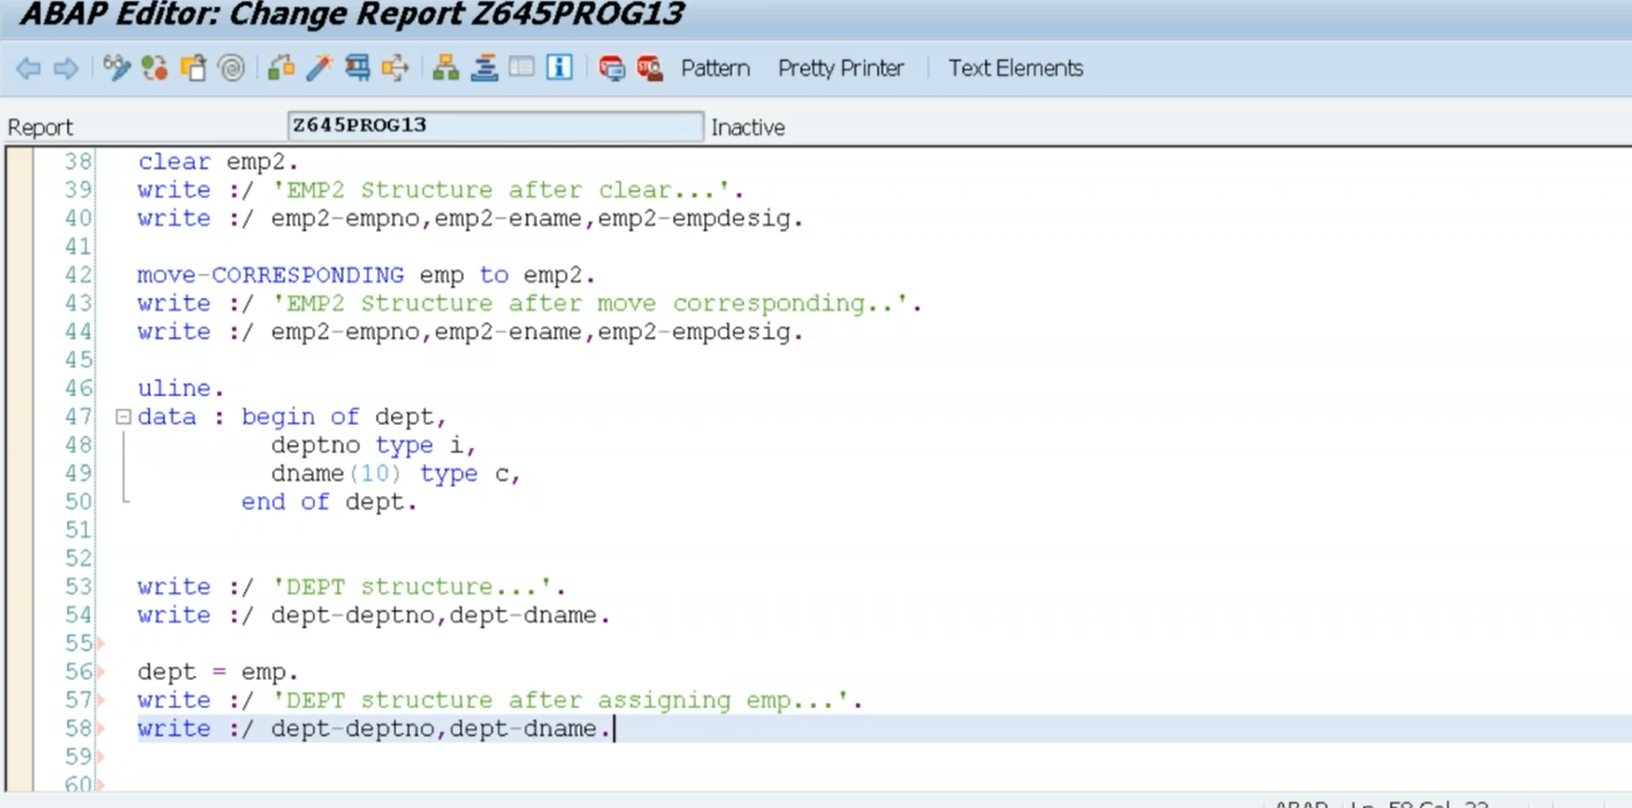 ABAP Editor: Change Report Z645PROG13
Pattern Pretty Printer Text Elements
Report Z645PROG13 Inactive
38 clear emp2.
39 write :/ 'EMP2 Structure after clear...'.
40 write :/ emp2-empno,emp2-ename,emp2-empdesig.
41
42 move-CORRESPONDING emp to emp2.
43 write :/ 'EMP2 Structure after move corresponding..'.
44 write :/ emp2-empno,emp2-ename,emp2-empdesig.
45
46 uline.
47 data : begin of dept,
48 deptno type i,
49 dname(10) type c,
50 end of dept.
51
52
53 write :/ 'DEPT structure...'.
54 write :/ dept-deptno,dept-dname.
55
56 dept = emp.
57 write :/ 'DEPT structure after assigning emp...'.
58 write :/ dept-deptno,dept-dname.
59
60